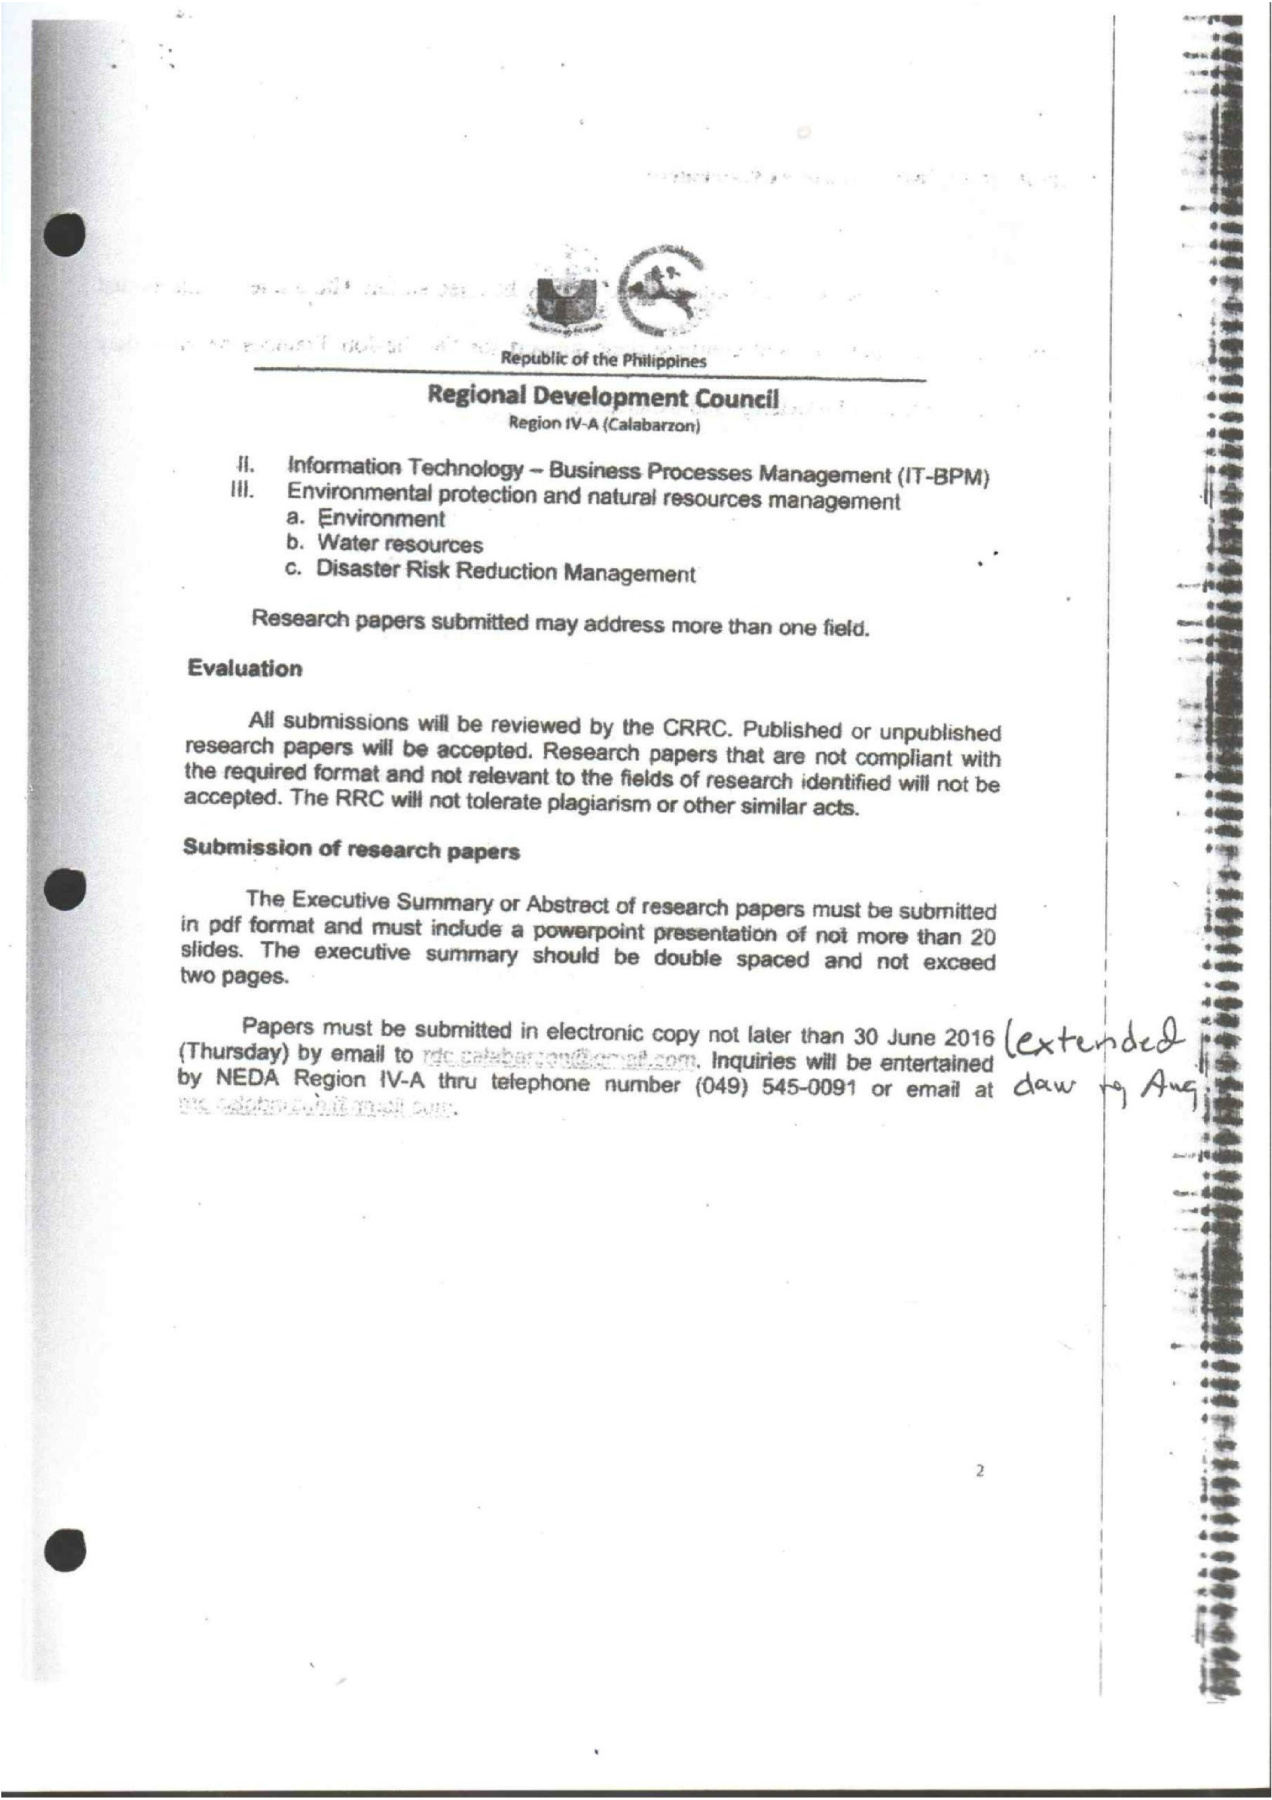 Republic of the Philippines
Regional Development Council
Region IV-A (Calabarzon)
II. Information Technology – Business Processes Management (IT-BPM)
III. Environmental protection and natural resources management
a. Environment
b. Water resources
c. Disaster Risk Reduction Management
Research papers submitted may address more than one field.
Evaluation
All submissions will be reviewed by the CRRC. Published or unpublished
research papers will be accepted. Research papers that are not compliant with
the required format and not relevant to the fields of research identified will not be
accepted. The RRC will not tolerate plagiarism or other similar acts.
Submission of research papers
The Executive Summary or Abstract of research papers must be submitted
in pdf format and must include a powerpoint presentation of not more than 20
slides. The executive summary should be double spaced and not exceed
two pages.
Papers must be submitted in electronic copy not later than 30 June 2016 (extended
(Thursday) by email to rdc.calabarzon@gmail.com. Inquiries will be entertained
by NEDA Region IV-A thru telephone number (049) 545-0091 or email at daw Aug
2